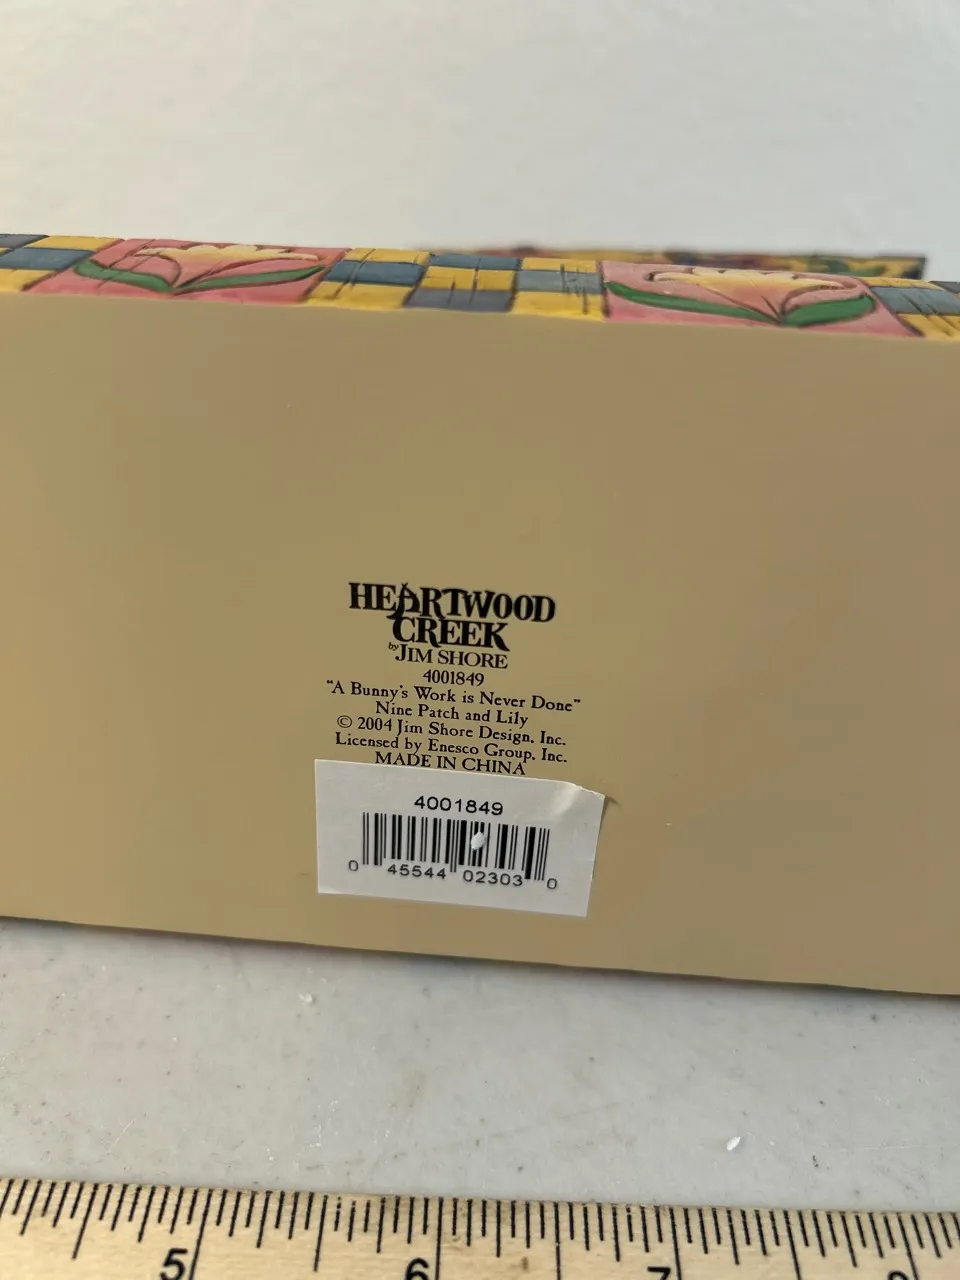 HEARTWOOD
CREEK
by JIM SHORE
4001849
"A Bunny's Work is Never Done"
Nine Patch and Lily
© 2004 Jim Shore Design, Inc.
Licensed by Enesco Group, Inc.
MADE IN CHINA
4001849
0 45544 02303 0
5 6 7